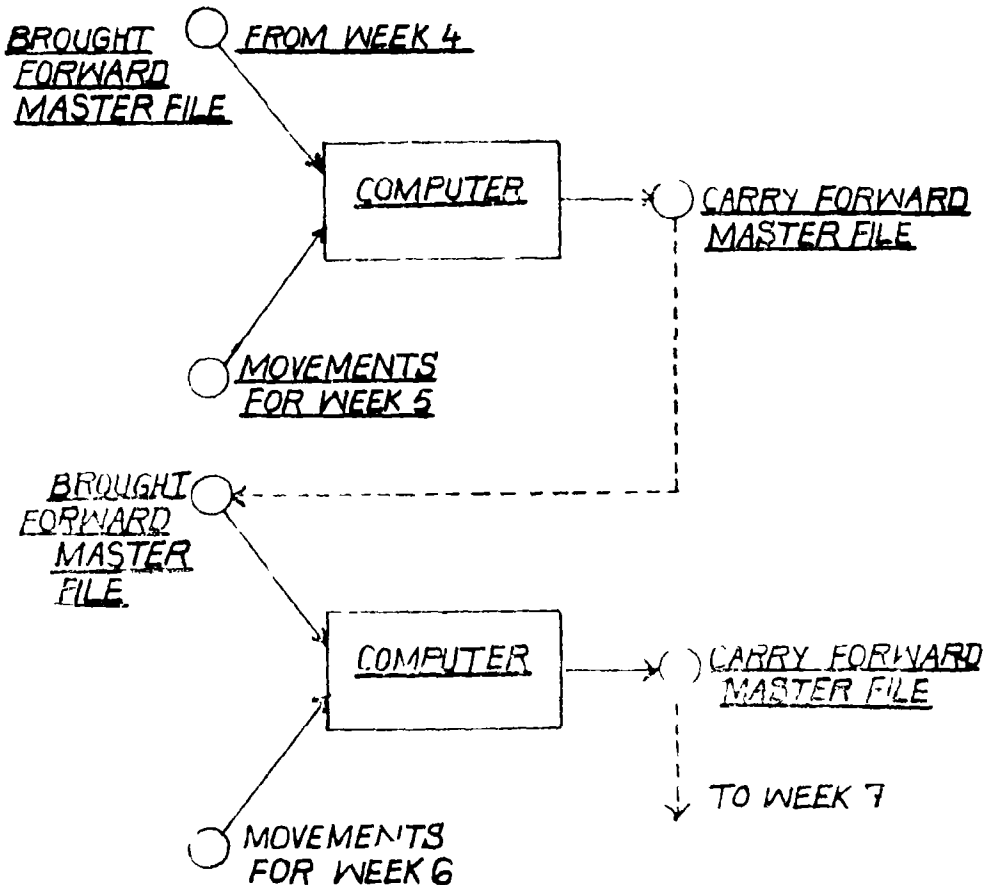 BROUGHT
FORWARD
MASTER FILE
FROM WEEK 4
COMPUTER
CARRY FORWARD
MASTER FILE
MOVEMENTS
FOR WEEK 5
BROUGHT
FORWARD
MASTER
FILE
COMPUTER
CARRY FORWARD
MASTER FILE
TO WEEK 7
MOVEMENTS
FOR WEEK 6